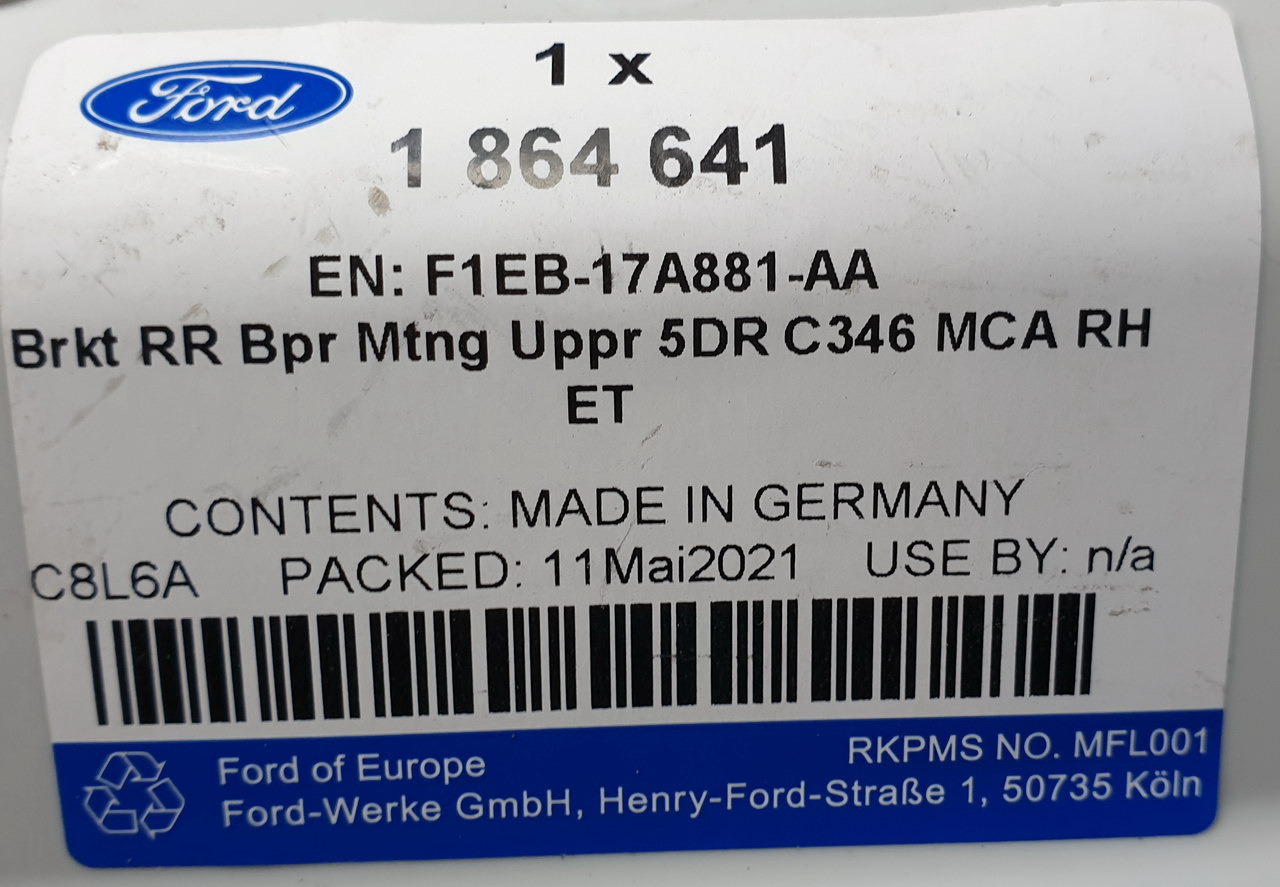 Ford
1 x
1 864 641
EN: F1EB-17A881-AA
Brkt RR Bpr Mtng Uppr 5DR C346 MCA RH
ET
CONTENTS: MADE IN GERMANY
C8L6A PACKED: 11Mai2021 USE BY: n/a
RKPMS NO. MFL001
Ford of Europe
Ford-Werke GmbH, Henry-Ford-Straße 1, 50735 Köln